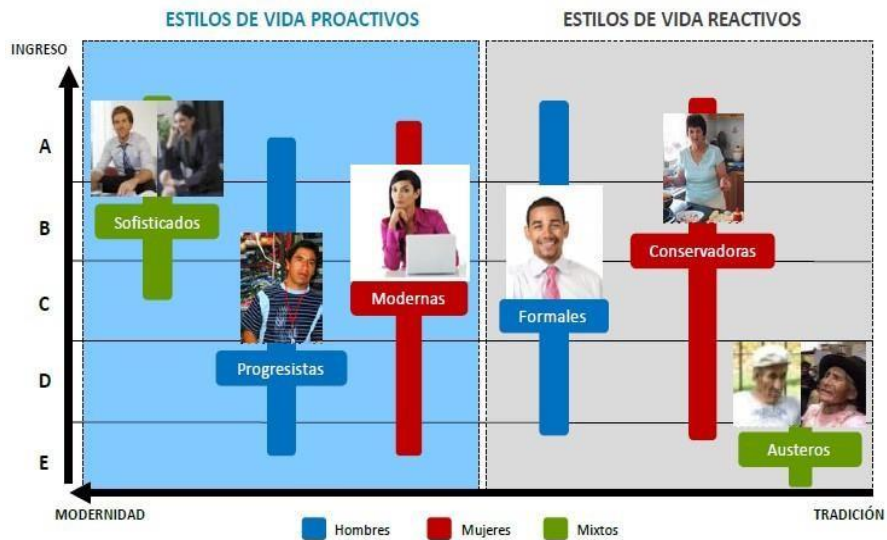 ESTILOS DE VIDA PROACTIVOS
ESTILOS DE VIDA REACTIVOS
INGRESO
A
B
C
D
E
Sofisticados
Progresistas
Modernas
Formales
Conservadoras
Austeros
MODERNIDAD
TRADICIÓN
Hombres
Mujeres
Mixtos